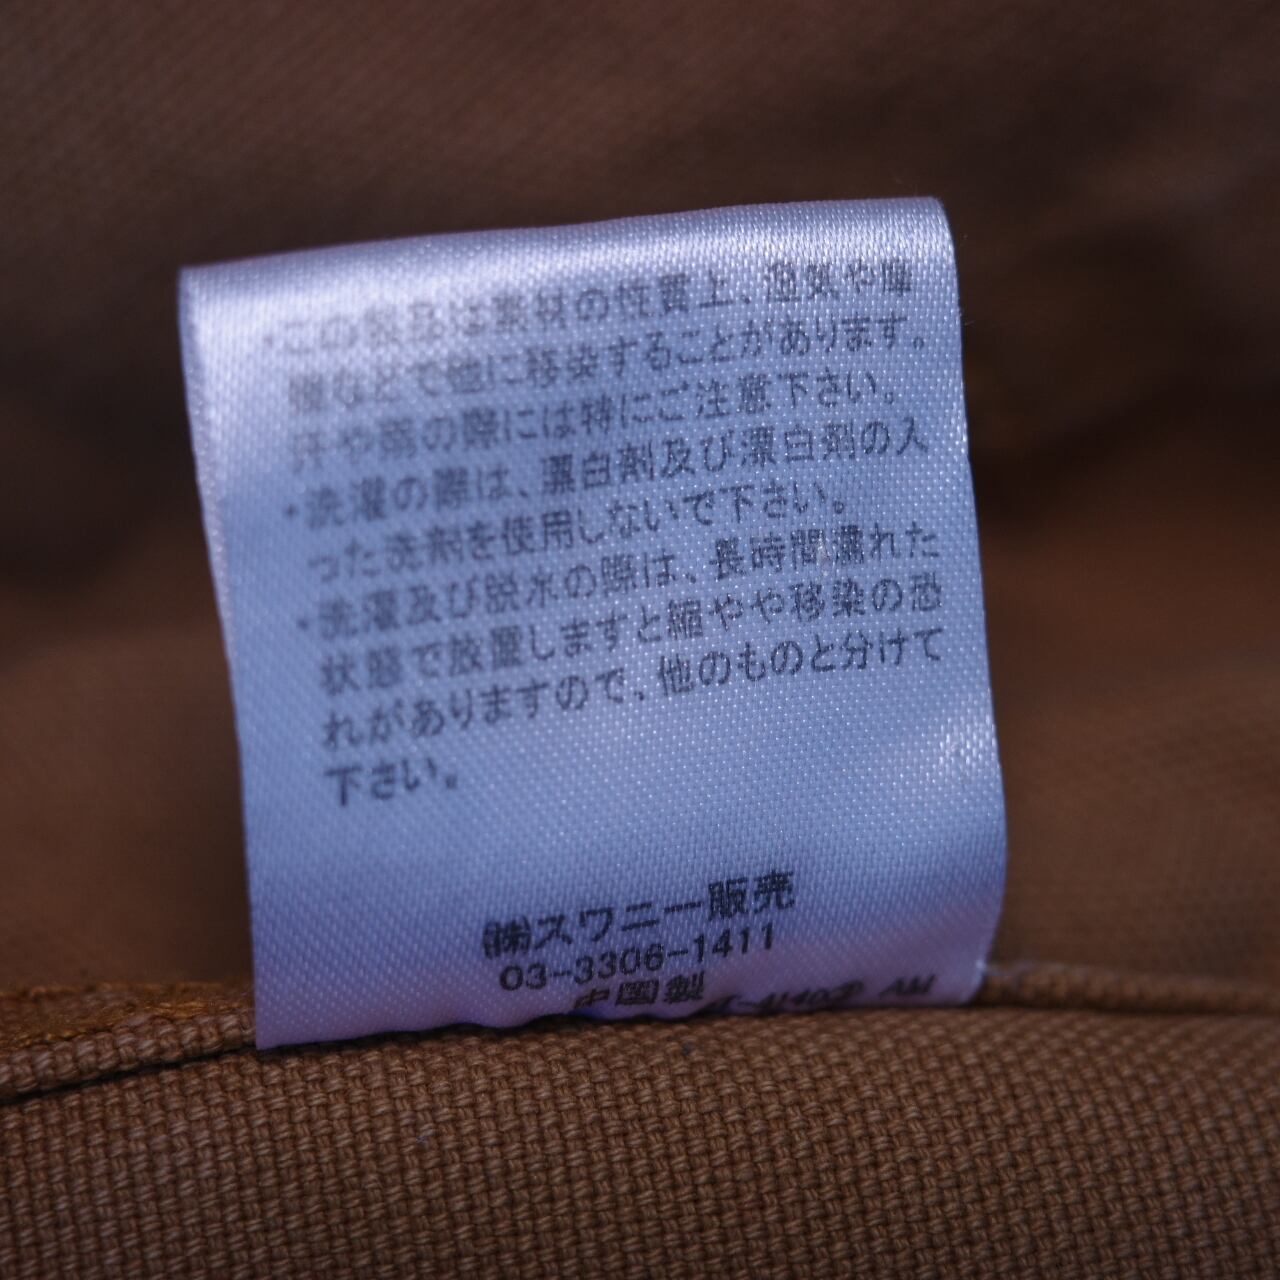 ・この製品は素材の性質上、湿気や摩
擦などで他に移染することがあります。
汗や雨の際には特にご注意下さい。
・洗濯の際は、漂白剤及び漂白剤の入
った洗剤を使用しないで下さい。
・洗濯及び脱水の際は、長時間濡れた
状態で放置しますと縮やや移染の恐
れがありますので、他のものと分けて
下さい。
㈱スワニー販売
03-3306-1411
中国製